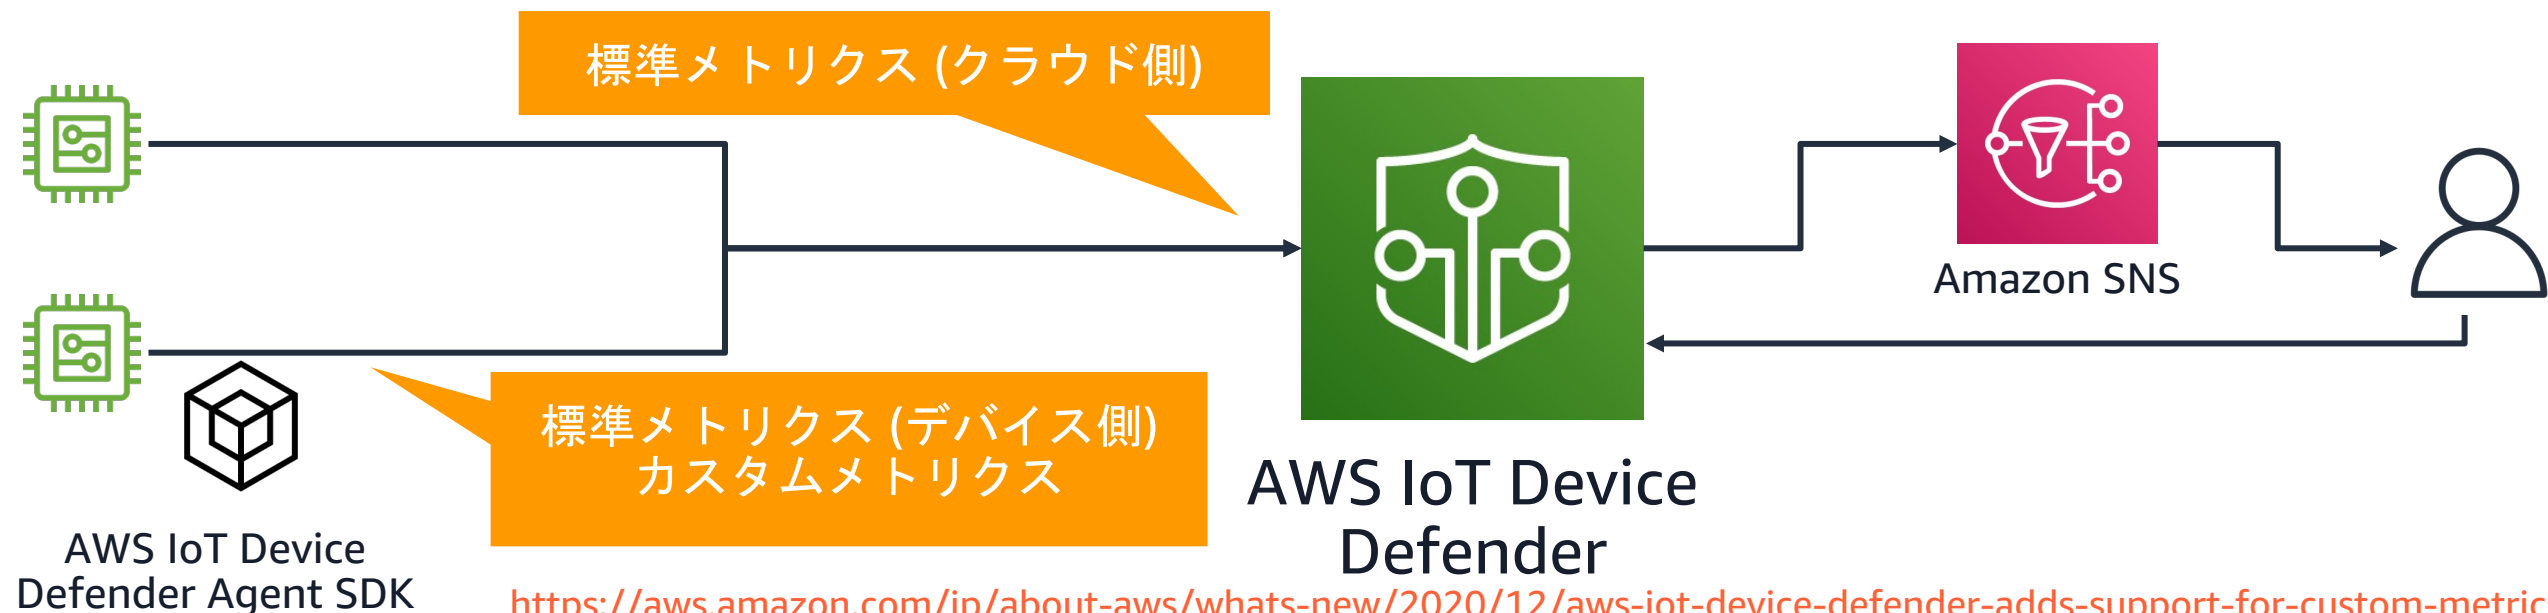 標準メトリクス (クラウド側)
Amazon SNS
標準メトリクス (デバイス側)
カスタムメトリクス
AWS IoT Device
Defender
AWS IoT Device
Defender Agent SDK
https://aws.amazon.com/jp/about-aws/whats-new/2020/12/aws-iot-device-defender-adds-support-for-custom-metric